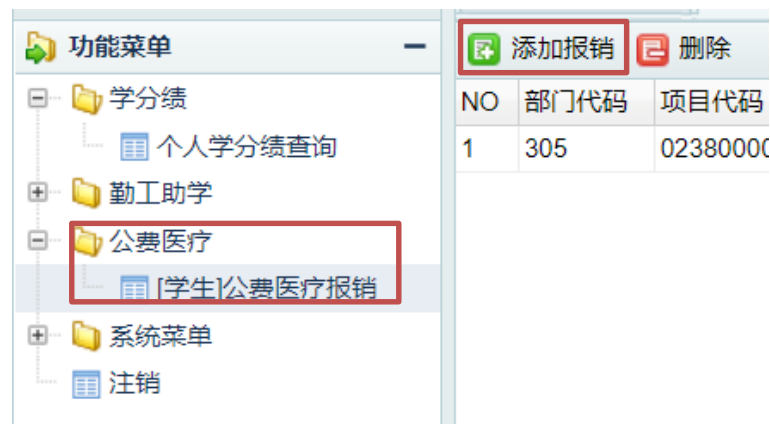 功能菜单
学分绩
个人学分绩查询
勤工助学
公费医疗
[学生]公费医疗报销
系统菜单
注销
添加报销 删除
NO 部门代码 项目代码
1 305 02380000